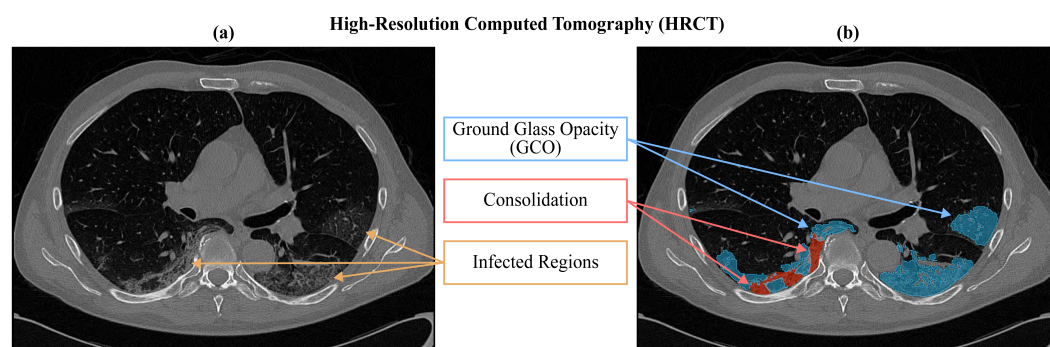 High-Resolution Computed Tomography (HRCT)
(a)
(b)
Ground Glass Opacity
(GCO)
Consolidation
Infected Regions